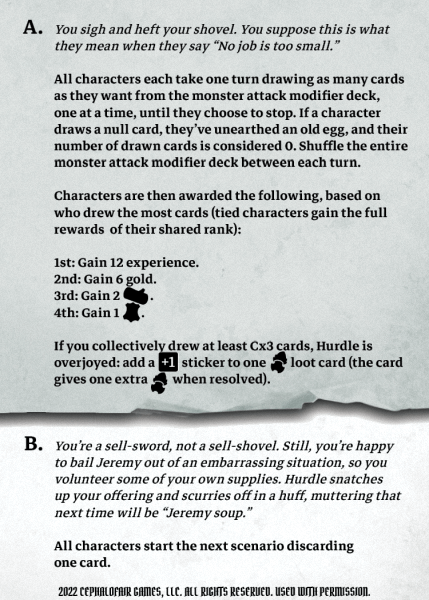 A. You sigh and heft your shovel. You suppose this is what
they mean when they say “No job is too small.”
All characters each take one turn drawing as many cards
as they want from the monster attack modifier deck,
one at a time, until they choose to stop. If a character
draws a null card, they’ve unearthed an old egg, and their
number of drawn cards is considered 0. Shuffle the entire
monster attack modifier deck between each turn.
Characters are then awarded the following, based on
who drew the most cards (tied characters gain the full
rewards of their shared rank):
1st: Gain 12 experience.
2nd: Gain 6 gold.
3rd: Gain 2 .
4th: Gain 1 .
If you collectively drew at least Cx3 cards, Hurdle is
overjoyed: add a +1 sticker to one loot card (the card
gives one extra when resolved).
B. You’re a sell-sword, not a sell-shovel. Still, you’re happy
to bail Jeremy out of an embarrassing situation, so you
volunteer some of your own supplies. Hurdle snatches
up your offering and scurries off in a huff, muttering that
next time will be “Jeremy soup.”
All characters start the next scenario discarding
one card.
2022 CEPHALOFAIR GAMES, LLC. ALL RIGHTS RESERVED. USED WITH PERMISSION.